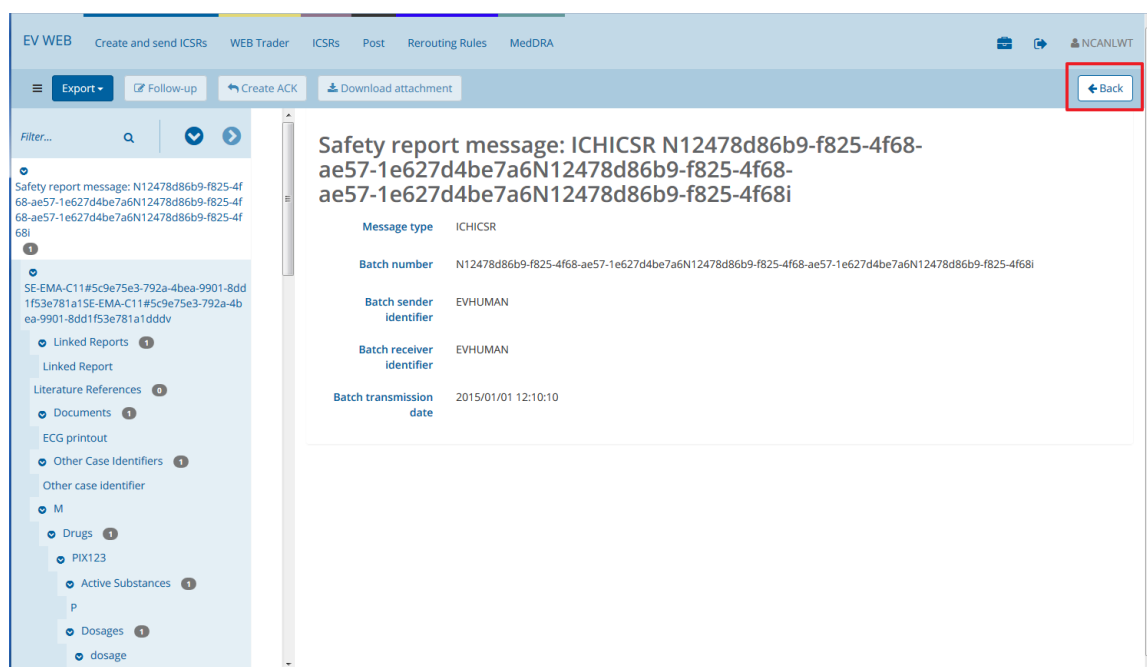 EV WEB Create and send ICSRs WEB Trader ICSRs Post Rerouting Rules MedDRA NCANLWT
Export Follow-up Create ACK Download attachment Back
Filter...
Safety report message: N12478d86b9-f825-4f
68-ae57-1e627d4be7a6N12478d86b9-f825-4f
68-ae57-1e627d4be7a6N12478d86b9-f825-4f
68i
1
SE-EMA-C11#5c9e75e3-792a-4bea-9901-8dd
1f53e781a1SE-EMA-C11#5c9e75e3-792a-4b
ea-9901-8dd1f53e781a1dddv
Linked Reports 1
Linked Report
Literature References 0
Documents 1
ECG printout
Other Case Identifiers 1
Other case identifier
M
Drugs 1
PIX123
Active Substances 1
P
Dosages 1
dosage
Safety report message: ICHICSR N12478d86b9-f825-4f68-
ae57-1e627d4be7a6N12478d86b9-f825-4f68-
ae57-1e627d4be7a6N12478d86b9-f825-4f68i
Message type ICHICSR
Batch number N12478d86b9-f825-4f68-ae57-1e627d4be7a6N12478d86b9-f825-4f68-ae57-1e627d4be7a6N12478d86b9-f825-4f68i
Batch sender EVHUMAN
identifier
Batch receiver EVHUMAN
identifier
Batch transmission 2015/01/01 12:10:10
date